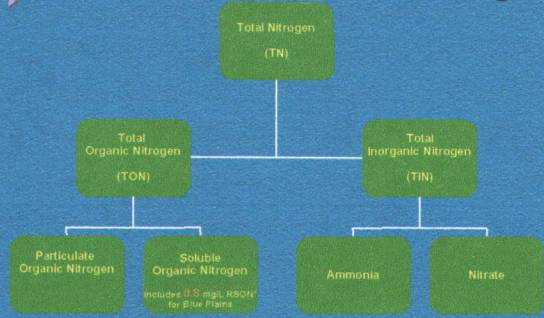 Total Nitrogen
(TN)
Total
Organic Nitrogen
(TON)
Total
Inorganic Nitrogen
(TIN)
Particulate
Organic Nitrogen
Soluble
Organic Nitrogen
includes 0.8 mg/L RSON*
for Blue Plains
Ammonia
Nitrate